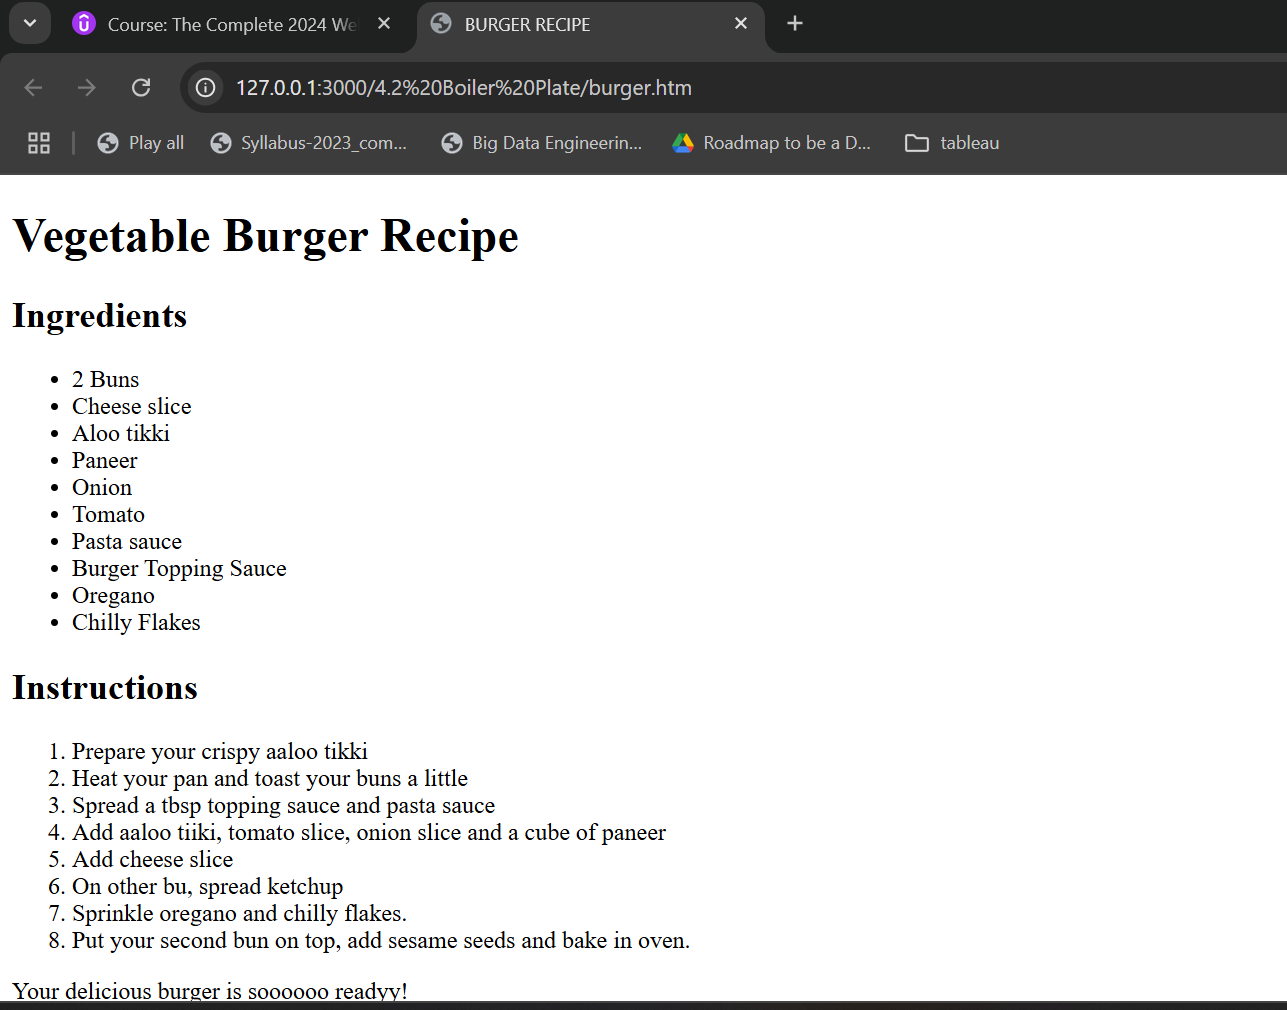 Course: The Complete 2024 We
BURGER RECIPE
127.0.0.1:3000/4.2%20Boiler%20Plate/burger.htm
Play all
Syllabus-2023_com...
Big Data Engineerin...
Roadmap to be a D...
tableau
Vegetable Burger Recipe
Ingredients
• 2 Buns
• Cheese slice
• Aloo tikki
• Paneer
• Onion
• Tomato
• Pasta sauce
• Burger Topping Sauce
• Oregano
• Chilly Flakes
Instructions
1. Prepare your crispy aaloo tikki
2. Heat your pan and toast your buns a little
3. Spread a tbsp topping sauce and pasta sauce
4. Add aaloo tiiki, tomato slice, onion slice and a cube of paneer
5. Add cheese slice
6. On other bu, spread ketchup
7. Sprinkle oregano and chilly flakes.
8. Put your second bun on top, add sesame seeds and bake in oven.
Your delicious burger is soooooo readyy!